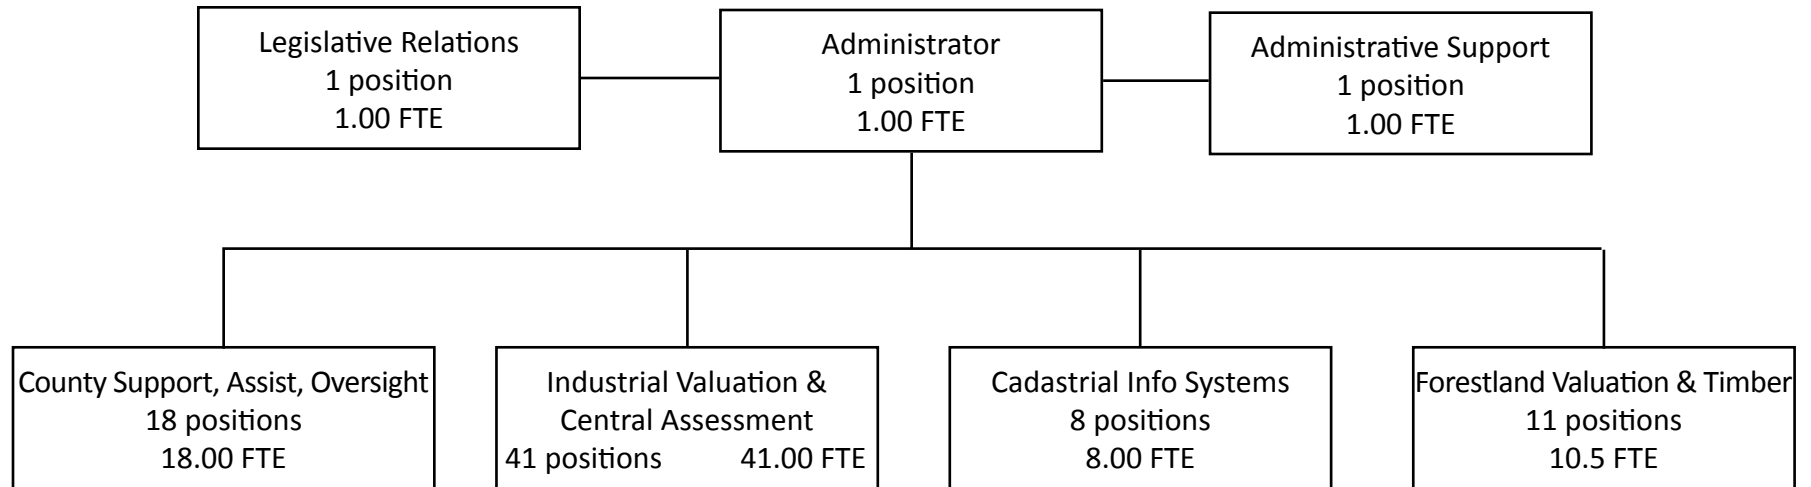 Legislative Relations
1 position
1.00 FTE
Administrator
1 position
1.00 FTE
Administrative Support
1 position
1.00 FTE
County Support, Assist, Oversight
18 positions
18.00 FTE
Industrial Valuation &
Central Assessment
41 positions 41.00 FTE
Cadastrial Info Systems
8 positions
8.00 FTE
Forestland Valuation & Timber
11 positions
10.5 FTE